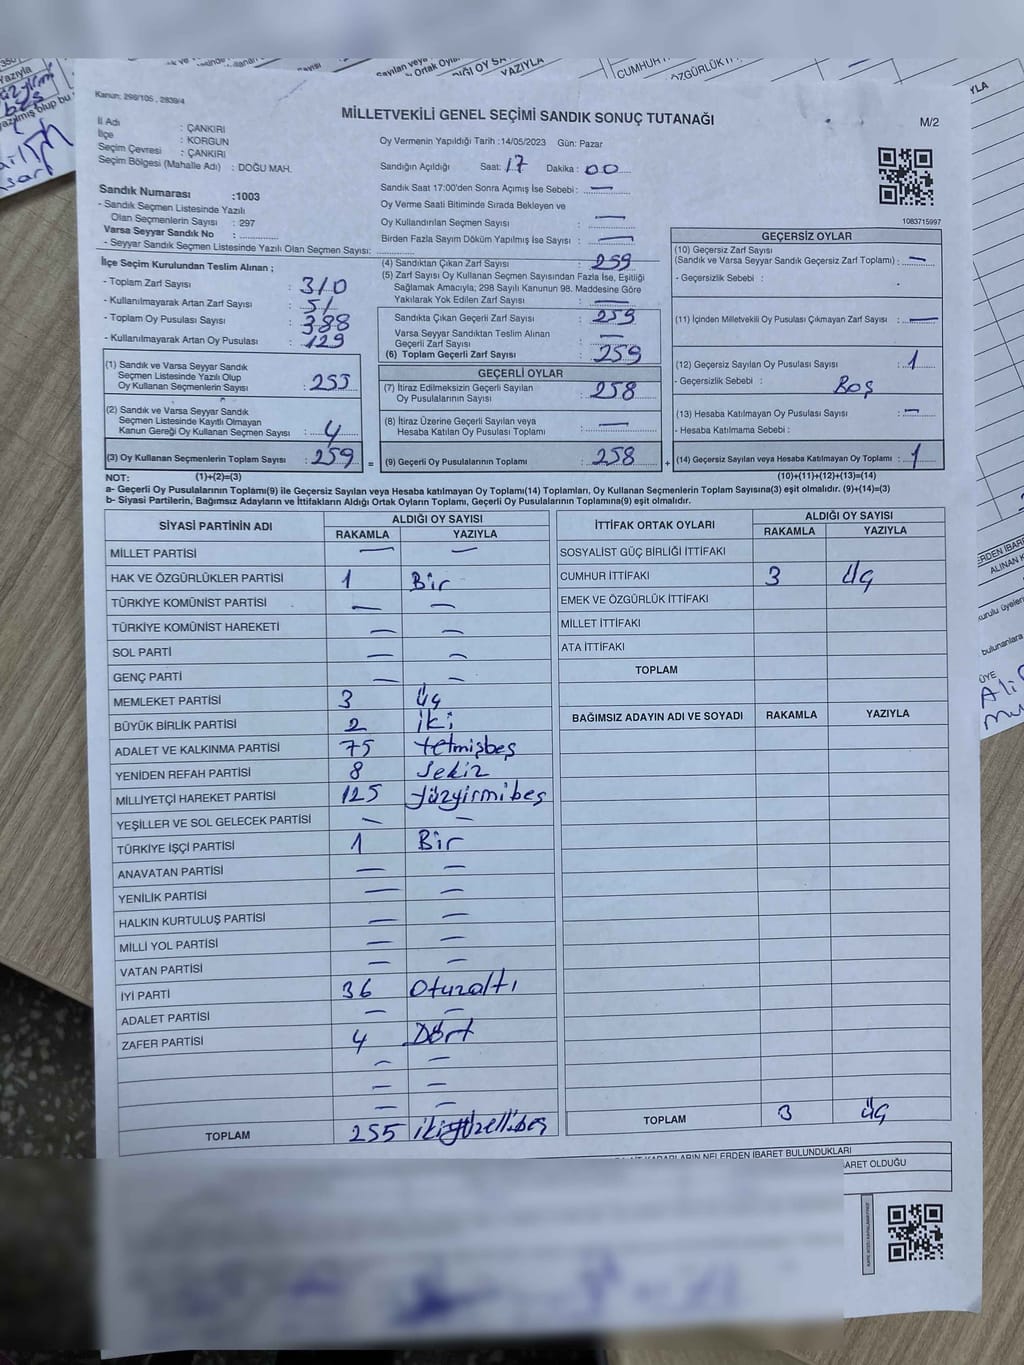 Kanun: 298/105, 2839/4
MİLLETVEKİLİ GENEL SEÇİMİ SANDIK SONUÇ TUTANAĞI
M/2
İl Adı : ÇANKIRI
İlçe : KORGUN
Seçim Çevresi : ÇANKIRI
Seçim Bölgesi (Mahalle Adı) : DOĞU MAH.
Oy Vermenin Yapıldığı Tarih :14/05/2023 Gün: Pazar
Sandığın Açıldığı Saat: 17 Dakika: 00
Sandık Saat 17:00'den Sonra Açımış İse Sebebi : —
Oy Verme Saati Bitiminde Sırada Bekleyen ve
Oy Kullandırılan Seçmen Sayısı : —
Birden Fazla Sayım Döküm Yapılmış İse Sayısı : —
1083715997
Sandık Numarası :1003
- Sandık Seçmen Listesinde Yazılı
Olan Seçmenlerin Sayısı : 297
Varsa Seyyar Sandık No :
- Seyyar Sandık Seçmen Listesinde Yazılı Olan Seçmen Sayısı:
İlçe Seçim Kurulundan Teslim Alınan ;
- Toplam Zarf Sayısı : 310
- Kullanılmayarak Artan Zarf Sayısı : 51
- Toplam Oy Pusulası Sayısı : 388
- Kullanılmayarak Artan Oy Pusulası : 129
(1) Sandık ve Varsa Seyyar Sandık
Seçmen Listesinde Yazılı Olup
Oy Kullanan Seçmenlerin Sayısı : 255
(2) Sandık ve Varsa Seyyar Sandık
Seçmen Listesinde Kayıtlı Olmayan
Kanun Gereği Oy Kullanan Seçmen Sayısı : 4
(3) Oy Kullanan Seçmenlerin Toplam Sayısı : 259
(4) Sandıktan Çıkan Zarf Sayısı : 259
(5) Zarf Sayısı Oy Kullanan Seçmen Sayısından Fazla İse, Eşitliği
Sağlamak Amacıyla; 298 Sayılı Kanunun 98. Maddesine Göre
Yakılarak Yok Edilen Zarf Sayısı : —
Sandıkta Çıkan Geçerli Zarf Sayısı : 259
Varsa Seyyar Sandıktan Teslim Alınan
Geçerli Zarf Sayısı : —
(6) Toplam Geçerli Zarf Sayısı : 259
GEÇERLİ OYLAR
(7) İtiraz Edilmeksizin Geçerli Sayılan
Oy Pusulalarının Sayısı : 258
(8) İtiraz Üzerine Geçerli Sayılan veya
Hesaba Katılan Oy Pusulası Toplamı : —
= (9) Geçerli Oy Pusulalarının Toplamı : 258
GEÇERSİZ OYLAR
(10) Geçersiz Zarf Sayısı
(Sandık ve Varsa Seyyar Sandık Geçersiz Zarf Toplamı) : —
- Geçersizlik Sebebi :
(11) İçinden Milletvekili Oy Pusulası Çıkmayan Zarf Sayısı : —
(12) Geçersiz Sayılan Oy Pusulası Sayısı : 1
- Geçersizlik Sebebi : Boş
(13) Hesaba Katılmayan Oy Pusulası Sayısı : —
- Hesaba Katılmama Sebebi :
+ (14) Geçersiz Sayılan veya Hesaba Katılmayan Oy Toplamı : 1
NOT: (1)+(2)=(3) (10)+(11)+(12)+(13)=(14)
a- Geçerli Oy Pusulalarının Toplamı(9) ile Geçersiz Sayılan veya Hesaba katılmayan Oy Toplamı(14) Toplamları, Oy Kullanan Seçmenlerin Toplam Sayısına(3) eşit olmalıdır. (9)+(14)=(3)
b- Siyasi Partilerin, Bağımsız Adayların ve İttifakların Aldığı Ortak Oyların Toplamı, Geçerli Oy Pusulalarının Toplamına(9) eşit olmalıdır.
SİYASİ PARTİNİN ADI ALDIĞI OY SAYISI
RAKAMLA YAZIYLA
MİLLET PARTİSİ — —
HAK VE ÖZGÜRLÜKLER PARTİSİ 1 Bir
TÜRKİYE KOMÜNİST PARTİSİ — —
TÜRKİYE KOMÜNİST HAREKETİ — —
SOL PARTİ — —
GENÇ PARTİ — —
MEMLEKET PARTİSİ 3 üç
BÜYÜK BİRLİK PARTİSİ 2 iki
ADALET VE KALKINMA PARTİSİ 75 Yetmişbeş
YENİDEN REFAH PARTİSİ 8 Sekiz
MİLLİYETÇİ HAREKET PARTİSİ 125 Yüzyirmibeş
YEŞİLLER VE SOL GELECEK PARTİSİ — —
TÜRKİYE İŞÇİ PARTİSİ 1 Bir
ANAVATAN PARTİSİ — —
YENİLİK PARTİSİ — —
HALKIN KURTULUŞ PARTİSİ — —
MİLLİ YOL PARTİSİ — —
VATAN PARTİSİ — —
İYİ PARTİ 36 Otuzaltı
ADALET PARTİSİ — —
ZAFER PARTİSİ 4 Dört
— —
— —
— —
TOPLAM 255 ikiyüzellibeş
İTTİFAK ORTAK OYLARI ALDIĞI OY SAYISI
RAKAMLA YAZIYLA
SOSYALİST GÜÇ BİRLİĞİ İTTİFAKI
CUMHUR İTTİFAKI 3 üç
EMEK VE ÖZGÜRLÜK İTTİFAKI
MİLLET İTTİFAKI
ATA İTTİFAKI
TOPLAM
BAĞIMSIZ ADAYIN ADI VE SOYADI RAKAMLA YAZIYLA
TOPLAM 3 üç
KARARLARIN NELERDEN İBARET BULUNDUKLARI
OLDUĞU